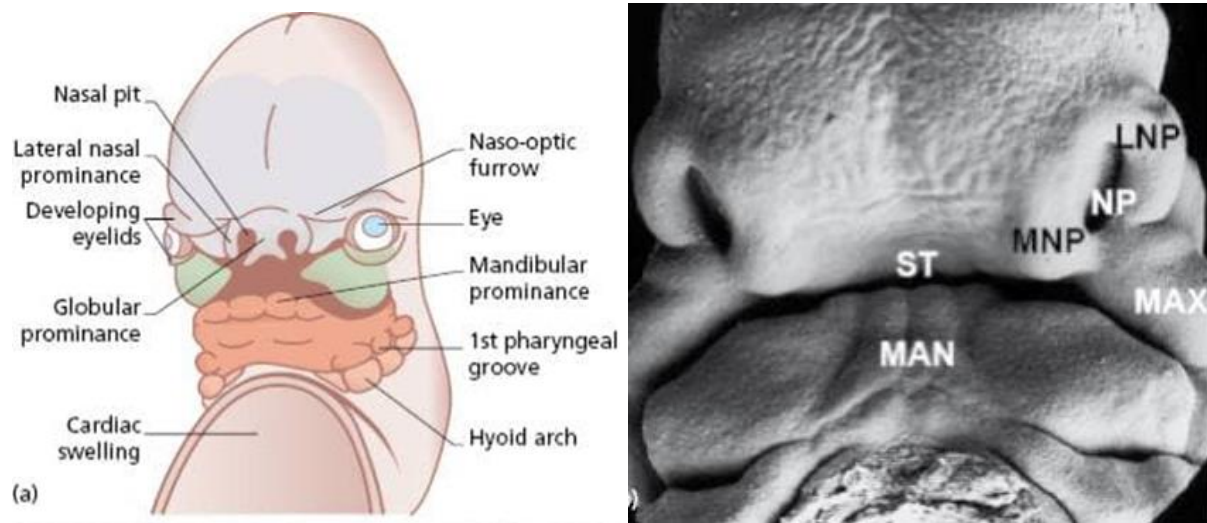 Nasal pit
Lateral nasal
prominance
Developing
eyelids
Globular
prominance
Cardiac
swelling
(a)
Naso-optic
furrow
Eye
Mandibular
prominance
1st pharyngeal
groove
Hyoid arch
LNP
NP
MNP
ST
MAX
MAN
)